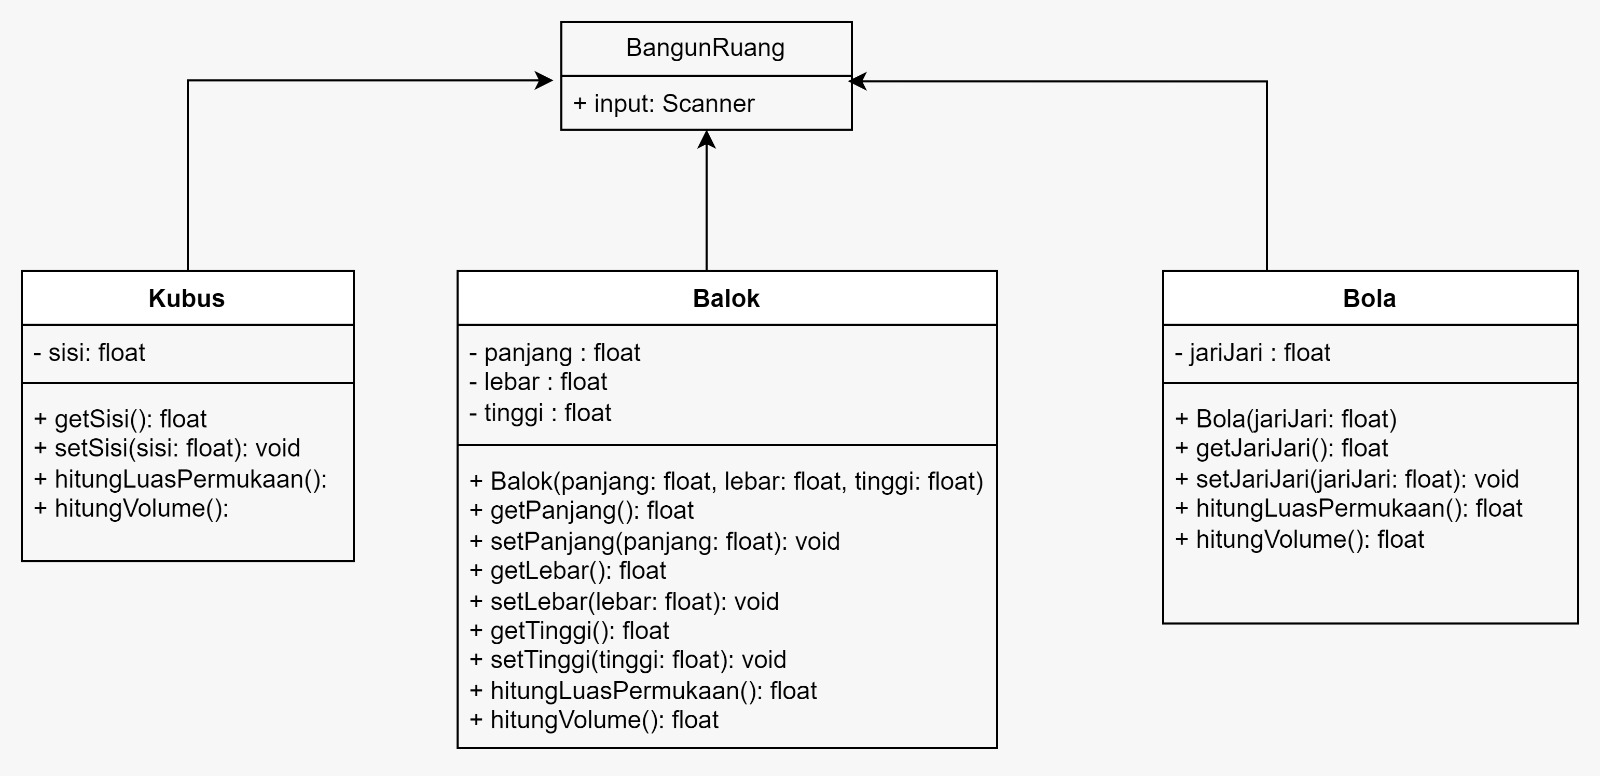 BangunRuang
+ input: Scanner
Kubus
- sisi: float
+ getSisi(): float
+ setSisi(sisi: float): void
+ hitungLuasPermukaan():
+ hitungVolume():
Balok
- panjang : float
- lebar : float
- tinggi : float
+ Balok(panjang: float, lebar: float, tinggi: float)
+ getPanjang(): float
+ setPanjang(panjang: float): void
+ getLebar(): float
+ setLebar(lebar: float): void
+ getTinggi(): float
+ setTinggi(tinggi: float): void
+ hitungLuasPermukaan(): float
+ hitungVolume(): float
Bola
- jariJari : float
+ Bola(jariJari: float)
+ getJariJari(): float
+ setJariJari(jariJari: float): void
+ hitungLuasPermukaan(): float
+ hitungVolume(): float